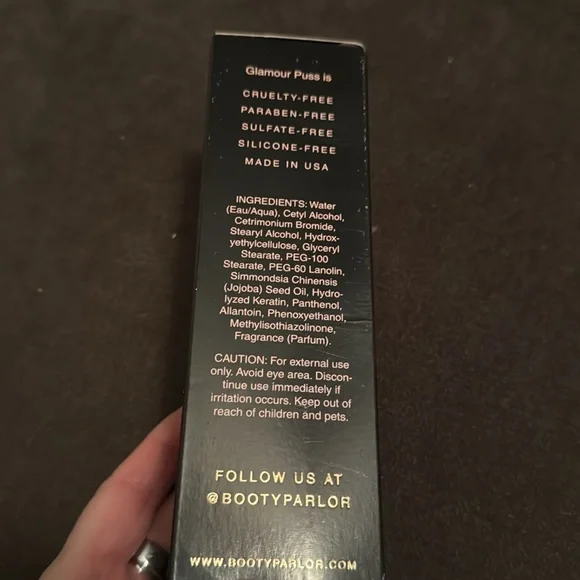 Glamour Puss is
CRUELTY-FREE
PARABEN-FREE
SULFATE-FREE
SILICONE-FREE
MADE IN USA
INGREDIENTS: Water
(Eau/Aqua), Cetyl Alcohol,
Cetrimonium Bromide,
Stearyl Alcohol, Hydrox-
yethylcellulose, Glyceryl
Stearate, PEG-100
Stearate, PEG-60 Lanolin,
Simmondsia Chinensis
(Jojoba) Seed Oil, Hydro-
lyzed Keratin, Panthenol,
Allantoin, Phenoxyethanol,
Methylisothiazolinone,
Fragrance (Parfum).
CAUTION: For external use
only. Avoid eye area. Discon-
tinue use immediately if
irritation occurs. Keep out of
reach of children and pets.
FOLLOW US AT
@BOOTYPARLOR
WWW.BOOTYPARLOR.COM